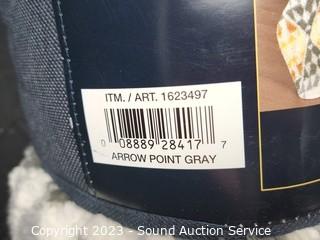 ITM. / ART. 1623497
0 08889 28417 7
ARROW POINT GRAY
Copyright © 2023 - Sound Auction Service